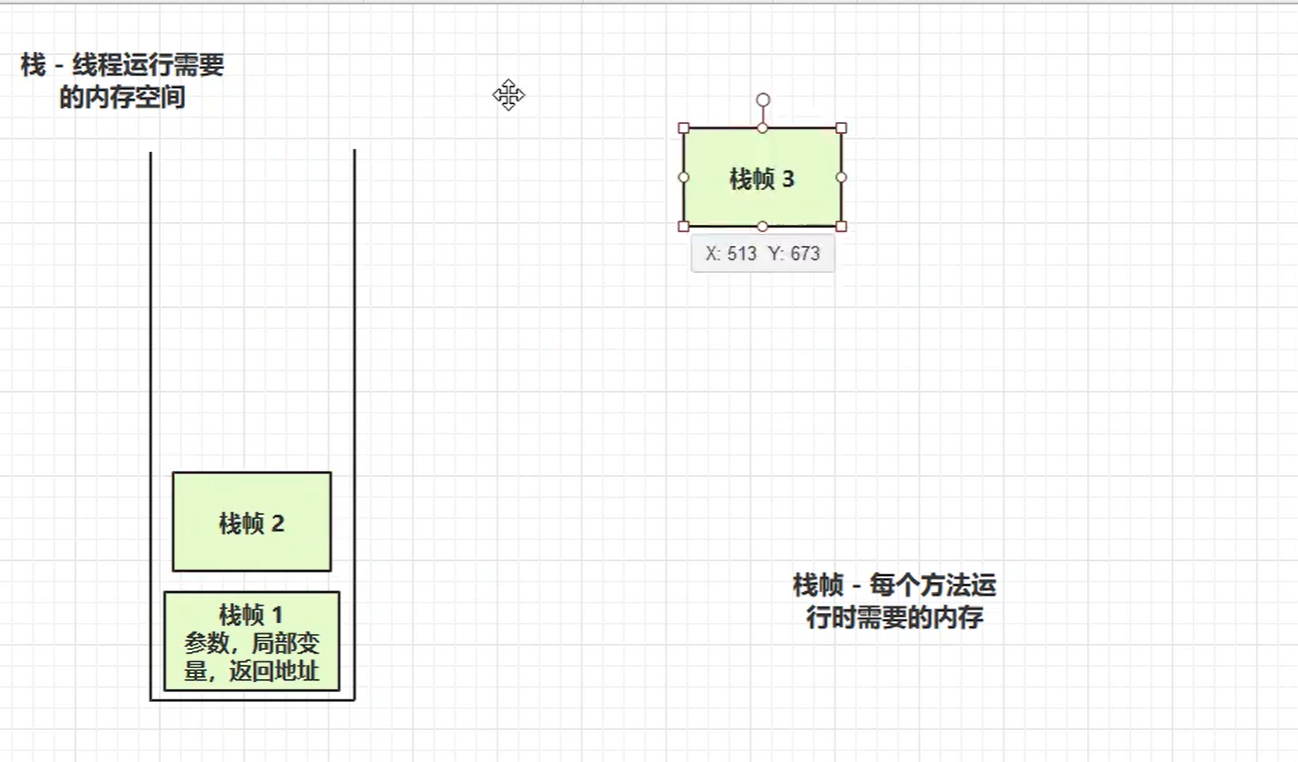 栈 - 线程运行需要
的内存空间
栈帧 3
X: 513  Y: 673
栈帧 2
栈帧 - 每个方法运
行时需要的内存
栈帧 1
参数，局部变
量，返回地址